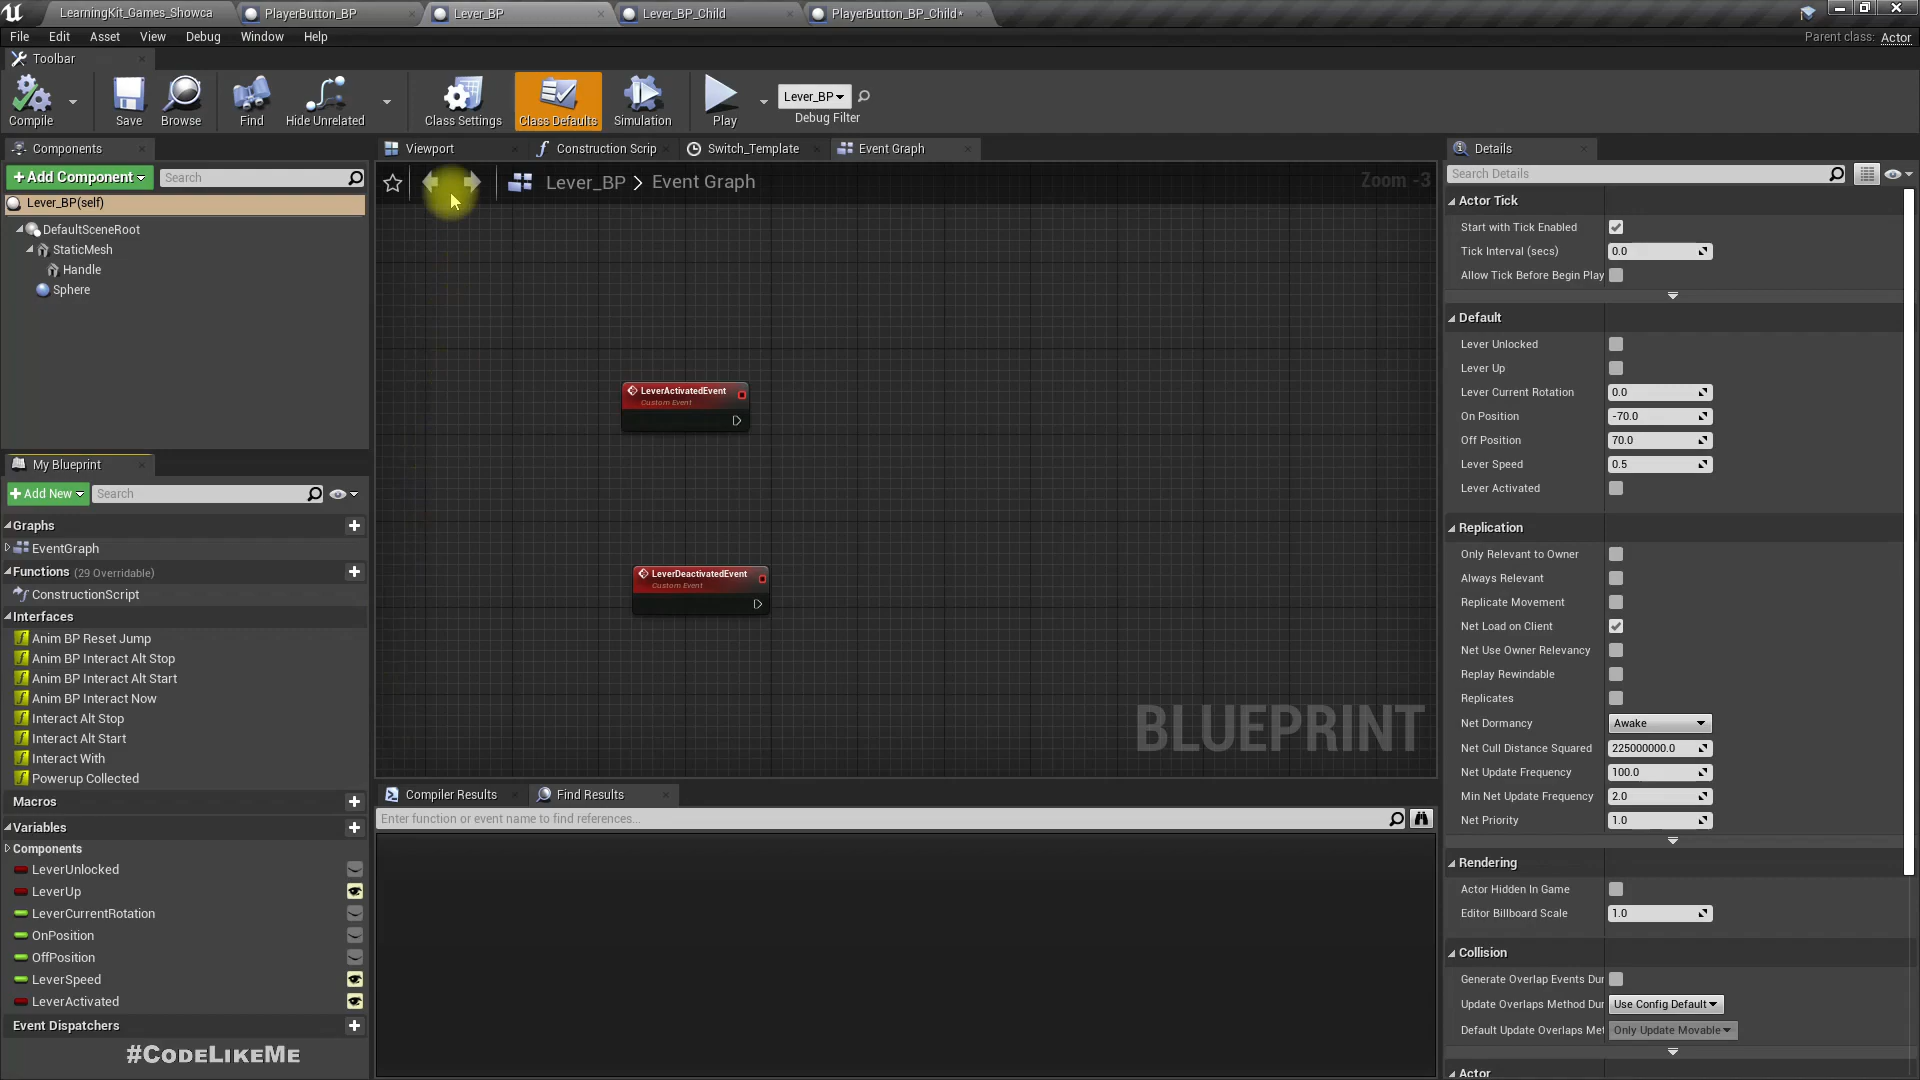 LearningKit_Games_Showca
PlayerButton_BP
Lever_BP
Lever_BP_Child
PlayerButton_BP_Child*
File
Edit
Asset
View
Debug
Window
Help
Parent class: Actor
Toolbar
Compile
Save
Browse
Find
Hide Unrelated
Class Settings
Class Defaults
Simulation
Play
Lever_BP
Debug Filter
Components
+Add Component
Search
Lever_BP(self)
DefaultSceneRoot
StaticMesh
Handle
Sphere
My Blueprint
+Add New
Search
Graphs
EventGraph
Functions (29 Overridable)
ConstructionScript
Interfaces
Anim BP Reset Jump
Anim BP Interact Alt Stop
Anim BP Interact Alt Start
Anim BP Interact Now
Interact Alt Stop
Interact Alt Start
Interact With
Powerup Collected
Macros
Variables
Components
LeverUnlocked
LeverUp
LeverCurrentRotation
OnPosition
OffPosition
LeverSpeed
LeverActivated
Event Dispatchers
#CODELIKEME
Viewport
Construction Scrip
Switch_Template
Event Graph
Lever_BP > Event Graph
Zoom -3
LeverActivatedEvent
Custom Event
LeverDeactivatedEvent
Custom Event
BLUEPRINT
Compiler Results
Find Results
Enter function or event name to find references...
Details
Search Details
Actor Tick
Start with Tick Enabled
Tick Interval (secs) 0.0
Allow Tick Before Begin Play
Default
Lever Unlocked
Lever Up
Lever Current Rotation 0.0
On Position -70.0
Off Position 70.0
Lever Speed 0.5
Lever Activated
Replication
Only Relevant to Owner
Always Relevant
Replicate Movement
Net Load on Client
Net Use Owner Relevancy
Replay Rewindable
Replicates
Net Dormancy Awake
Net Cull Distance Squared 225000000.0
Net Update Frequency 100.0
Min Net Update Frequency 2.0
Net Priority 1.0
Rendering
Actor Hidden In Game
Editor Billboard Scale 1.0
Collision
Generate Overlap Events Dur
Update Overlaps Method Dur Use Config Default
Default Update Overlaps Met Only Update Movable
Actor